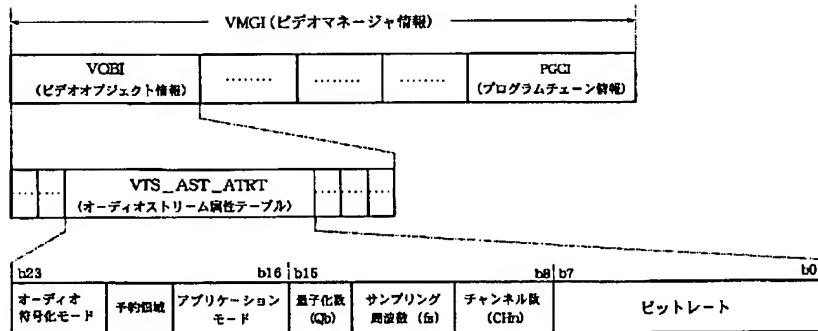 VMGI (ビデオマネージャ情報)
VOBI ........ ........ ........ PGCI
(ビデオオブジェクト情報) (プログラムチェーン情報)
...... ...... VTS_AST_ATRT ...... ...... ......
(オーディオストリーム属性テーブル)
b23 b16 b15 b8 b7 b0
オーディオ
符号化モード
予約領域
アプリケーション
モード
量子化数
(Qb)
サンプリング
周波数 (fs)
チャンネル数
(CHn)
ビットレート